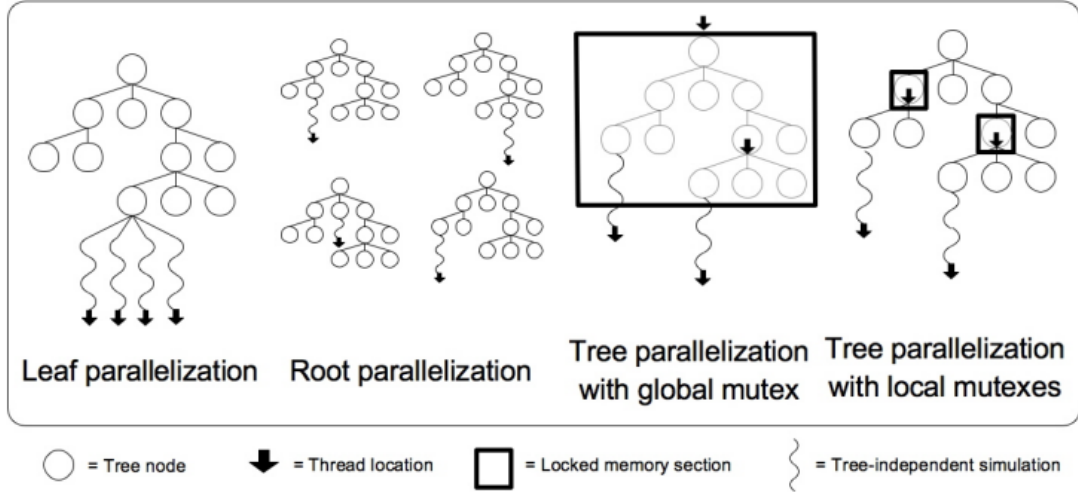 Leaf parallelization
Root parallelization
Tree parallelization
with global mutex
Tree parallelization
with local mutexes
= Tree node
= Thread location
= Locked memory section
= Tree-independent simulation